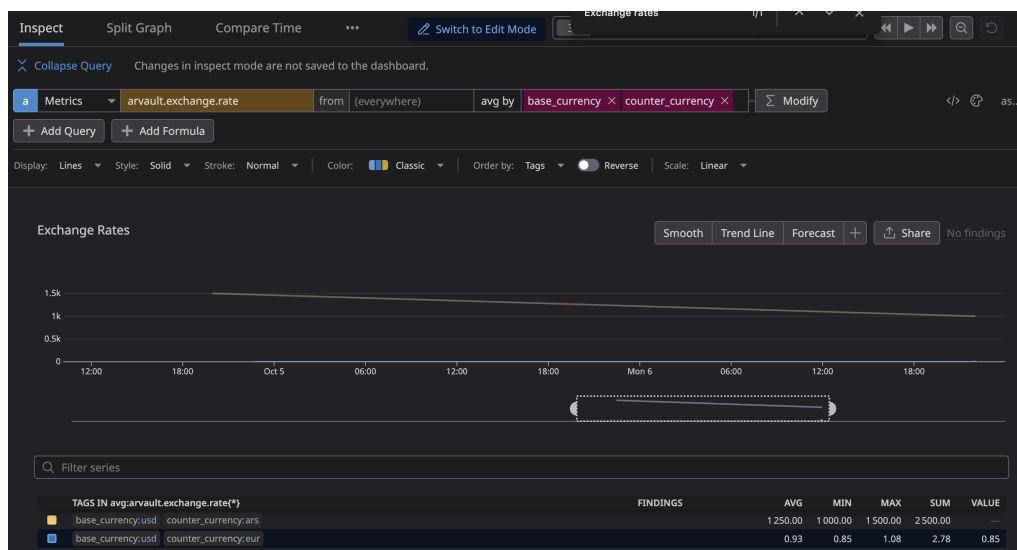 Inspect Split Graph Compare Time ••• Switch to Edit Mode Exchange rates 1/1
Collapse Query Changes in inspect mode are not saved to the dashboard.
a Metrics arvault.exchange.rate from (everywhere) avg by base_currency × counter_currency × Σ Modify </> as...
+ Add Query + Add Formula
Display: Lines Style: Solid Stroke: Normal Color: Classic Order by: Tags Reverse Scale: Linear
Exchange Rates Smooth Trend Line Forecast + Share No findings
1.5k
1k
0.5k
0
12:00 18:00 Oct 5 06:00 12:00 18:00 Mon 6 06:00 12:00 18:00
Filter series
TAGS IN avg:arvault.exchange.rate{*} FINDINGS AVG MIN MAX SUM VALUE
base_currency:usd counter_currency:ars 1 250.00 1 000.00 1 500.00 2 500.00 —
base_currency:usd counter_currency:eur 0.93 0.85 1.08 2.78 0.85